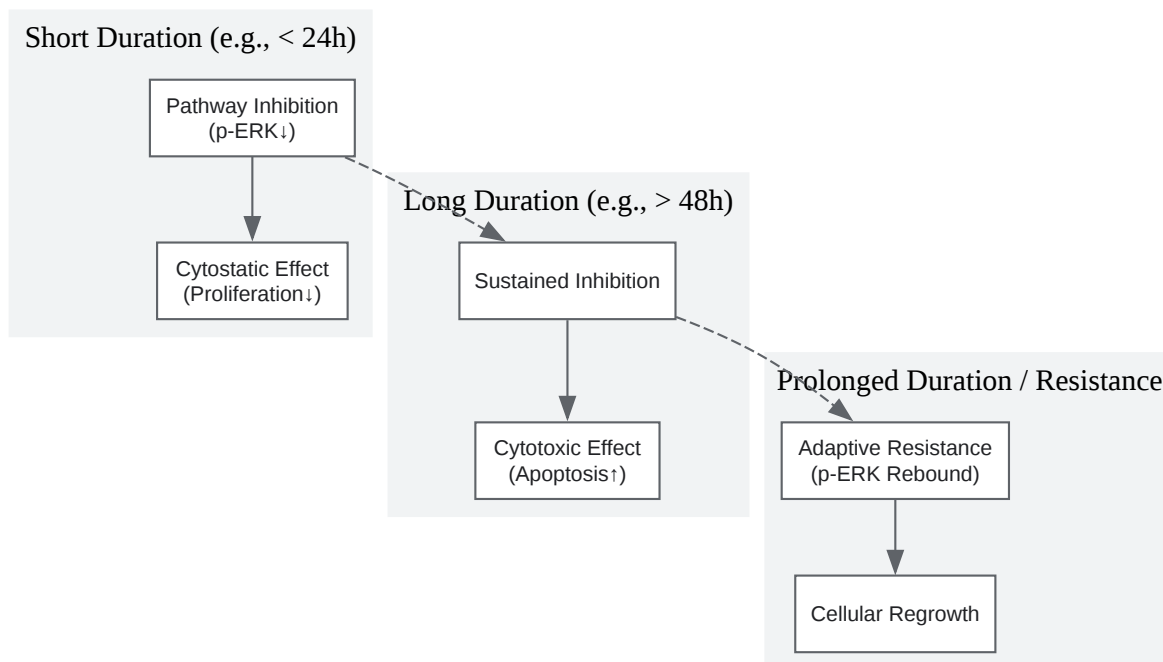 Short Duration (e.g., < 24h)
Pathway Inhibition
(p-ERK↓)
Cytostatic Effect
(Proliferation↓)
Long Duration (e.g., > 48h)
Sustained Inhibition
Cytotoxic Effect
(Apoptosis↑)
Prolonged Duration / Resistance
Adaptive Resistance
(p-ERK Rebound)
Cellular Regrowth